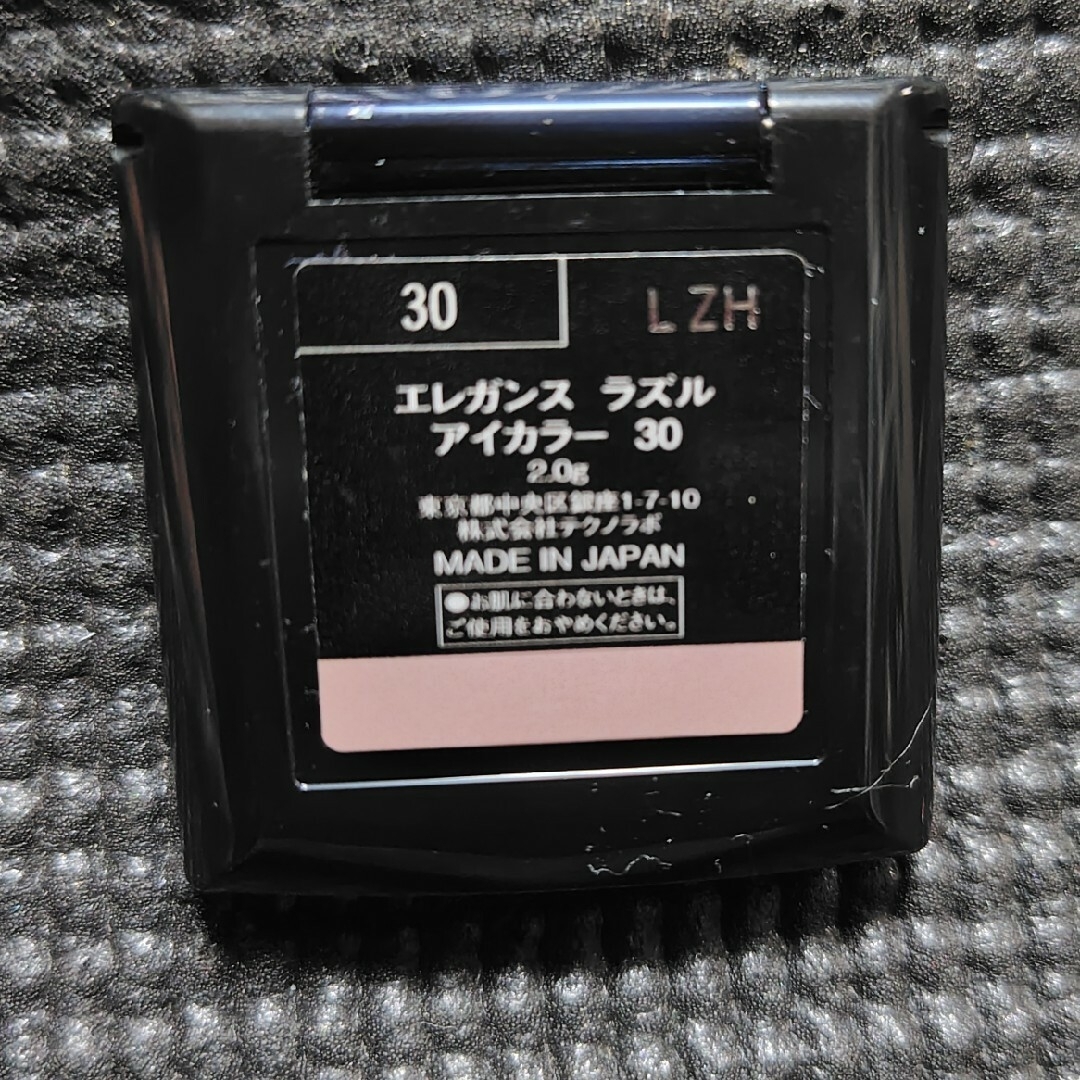 30
LZH
エレガンス ラズル
アイカラー 30
2.0g
東京都中央区銀座1-7-10
株式会社テクノラボ
MADE IN JAPAN
●お肌に合わないときは、
ご使用をおやめください。